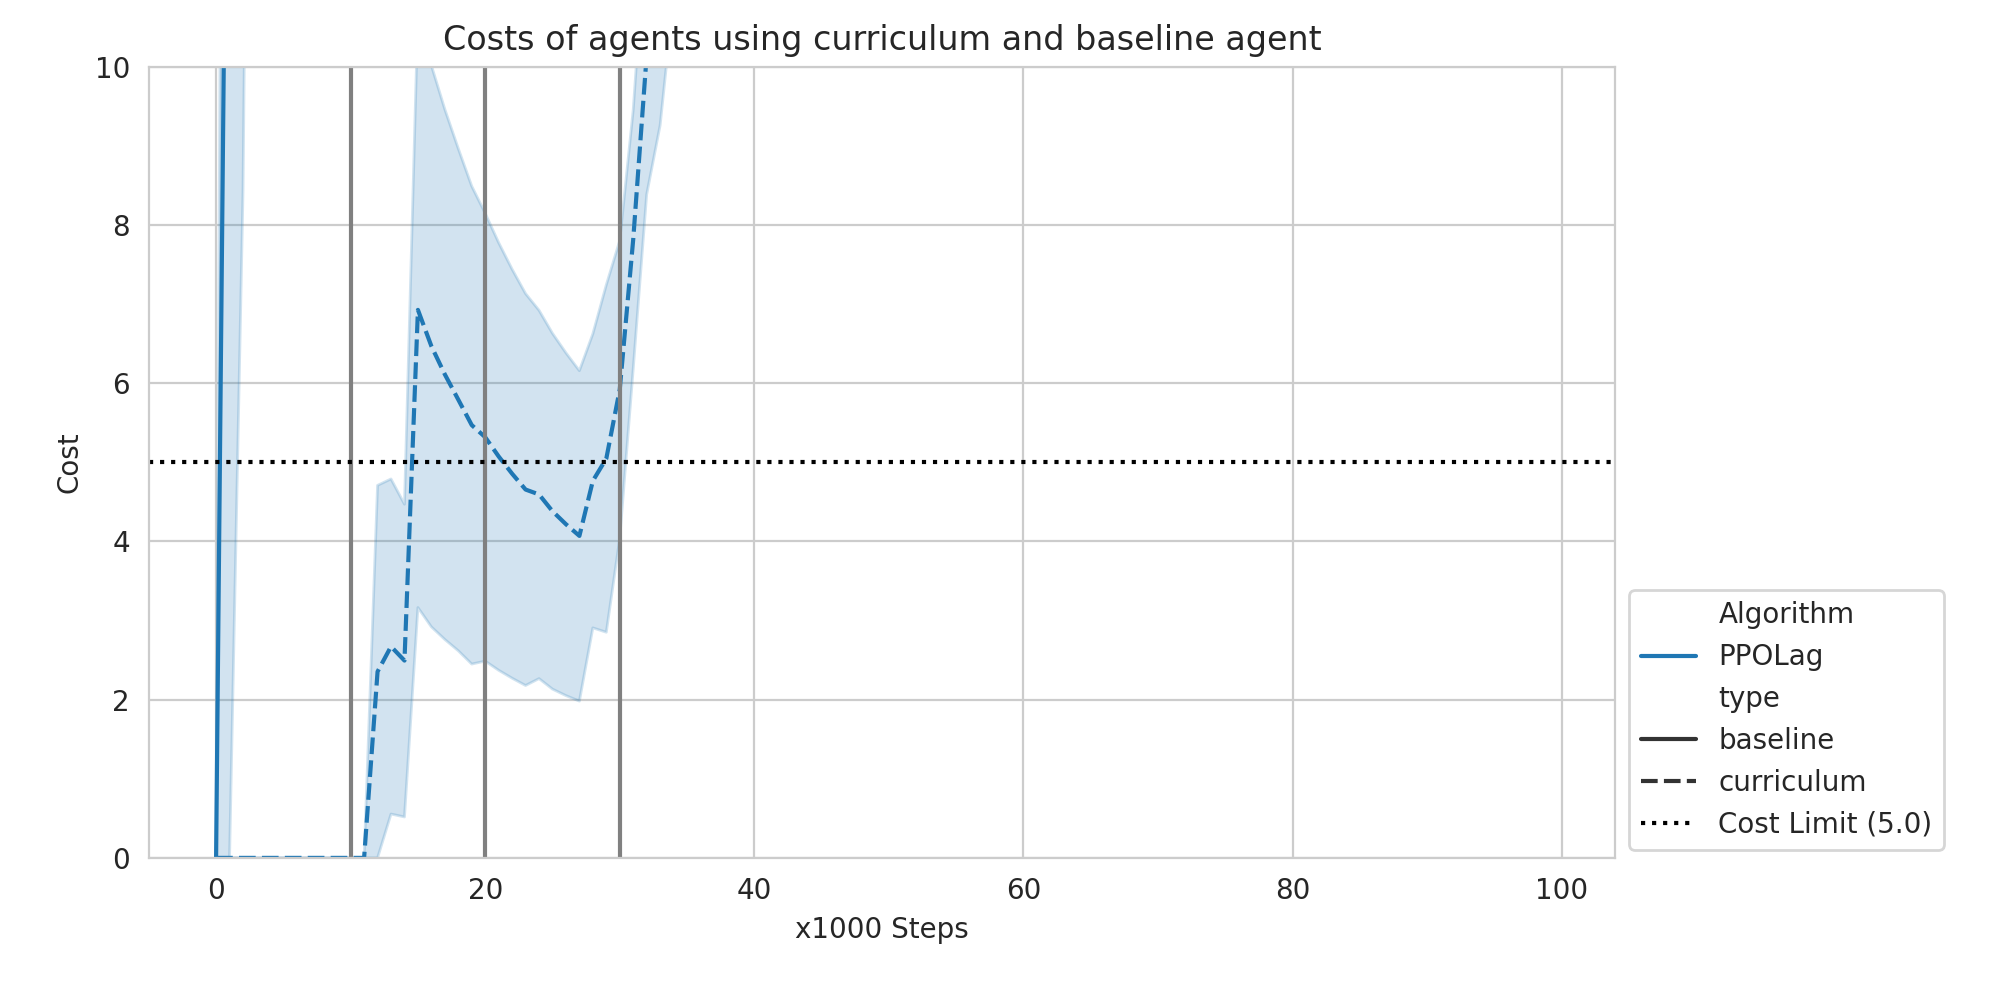 Costs of agents using curriculum and baseline agent
10
8
6
4
2
0
Cost
0 20 40 60 80 100
x1000 Steps
Algorithm
PPOLag
type
baseline
curriculum
Cost Limit (5.0)